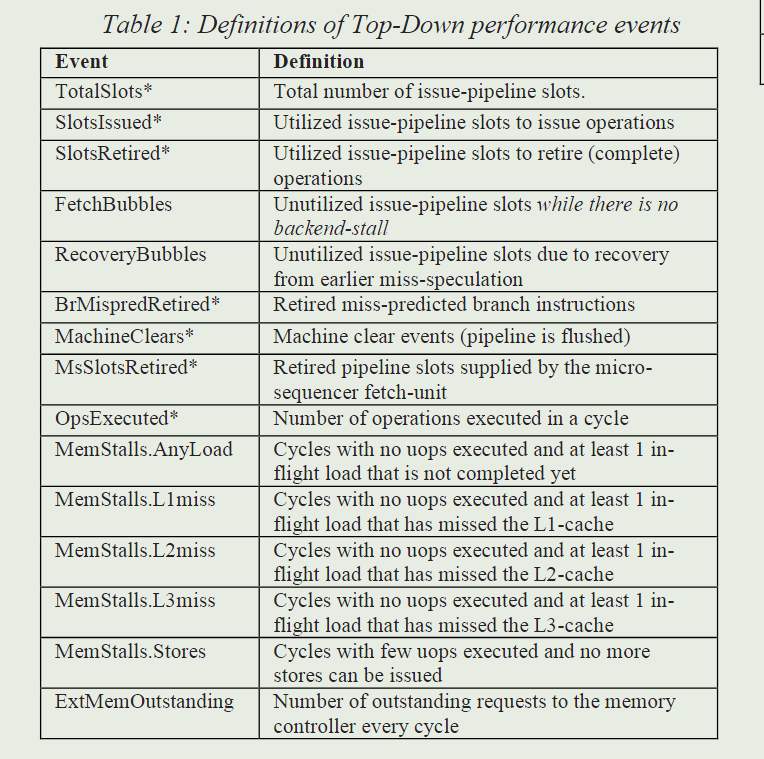 Table 1: Definitions of Top-Down performance events
Event Definition
TotalSlots* Total number of issue-pipeline slots.
SlotsIssued* Utilized issue-pipeline slots to issue operations
SlotsRetired* Utilized issue-pipeline slots to retire (complete)
operations
FetchBubbles Unutilized issue-pipeline slots while there is no
backend-stall
RecoveryBubbles Unutilized issue-pipeline slots due to recovery
from earlier miss-speculation
BrMispredRetired* Retired miss-predicted branch instructions
MachineClears* Machine clear events (pipeline is flushed)
MsSlotsRetired* Retired pipeline slots supplied by the micro-
sequencer fetch-unit
OpsExecuted* Number of operations executed in a cycle
MemStalls.AnyLoad Cycles with no uops executed and at least 1 in-
flight load that is not completed yet
MemStalls.L1miss Cycles with no uops executed and at least 1 in-
flight load that has missed the L1-cache
MemStalls.L2miss Cycles with no uops executed and at least 1 in-
flight load that has missed the L2-cache
MemStalls.L3miss Cycles with no uops executed and at least 1 in-
flight load that has missed the L3-cache
MemStalls.Stores Cycles with few uops executed and no more
stores can be issued
ExtMemOutstanding Number of outstanding requests to the memory
controller every cycle